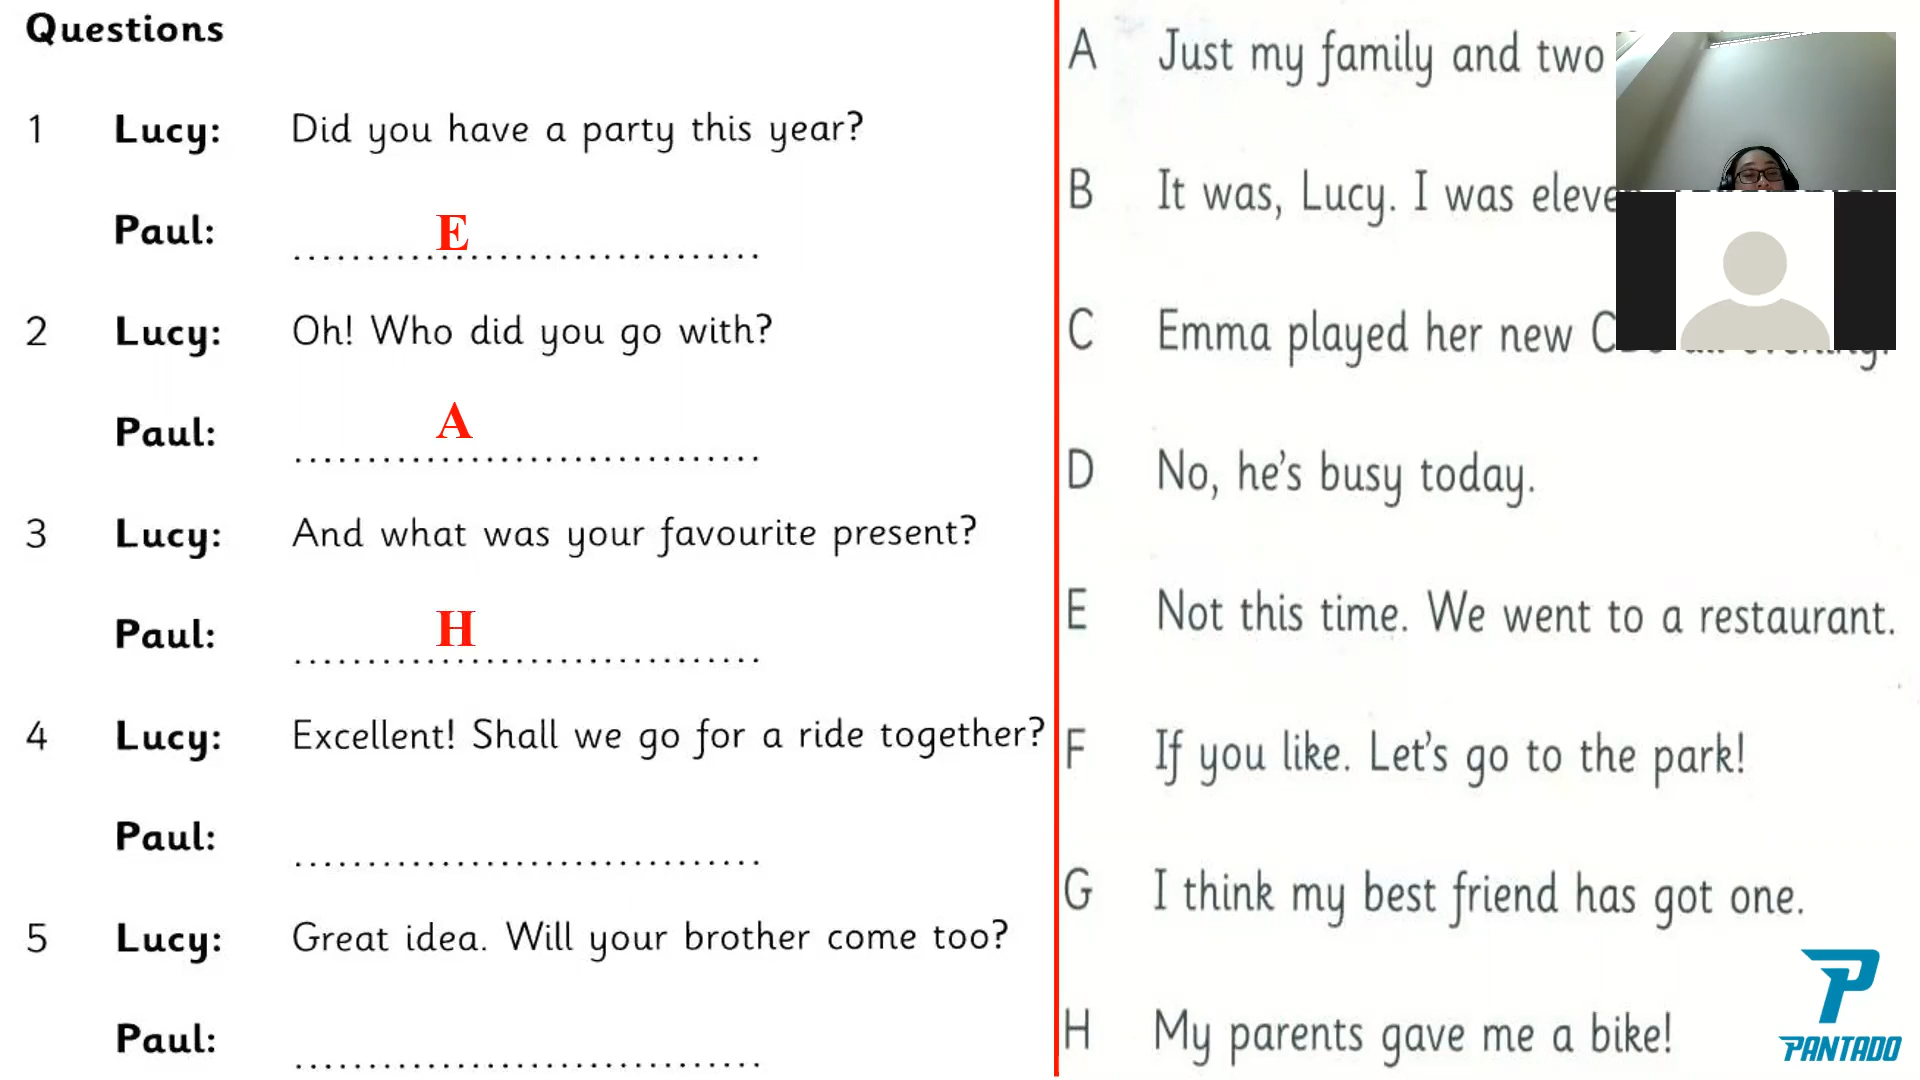 Questions
1 Lucy: Did you have a party this year?
Paul: ................................. E
2 Lucy: Oh! Who did you go with?
Paul: ................................. A
3 Lucy: And what was your favourite present?
Paul: ................................. H
4 Lucy: Excellent! Shall we go for a ride together?
Paul: .................................
5 Lucy: Great idea. Will your brother come too?
Paul: .................................
A Just my family and two
B It was, Lucy. I was
C Emma played her new
D No, he's busy today.
E Not this time. We went to a restaurant.
F If you like. Let's go to the park!
G I think my best friend has got one.
H My parents gave me a bike!
PANTADO